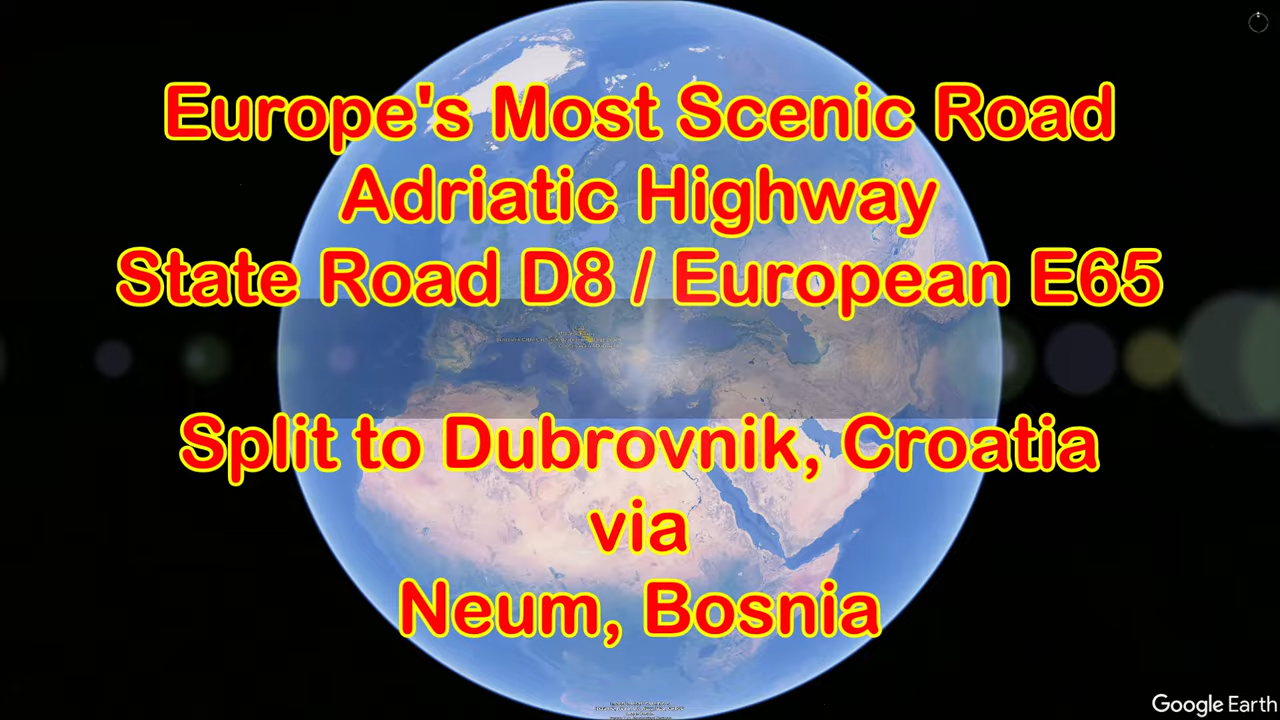 Europe's Most Scenic Road
Adriatic Highway
State Road D8 / European E65
Split to Dubrovnik, Croatia
via
Neum, Bosnia
Google Earth